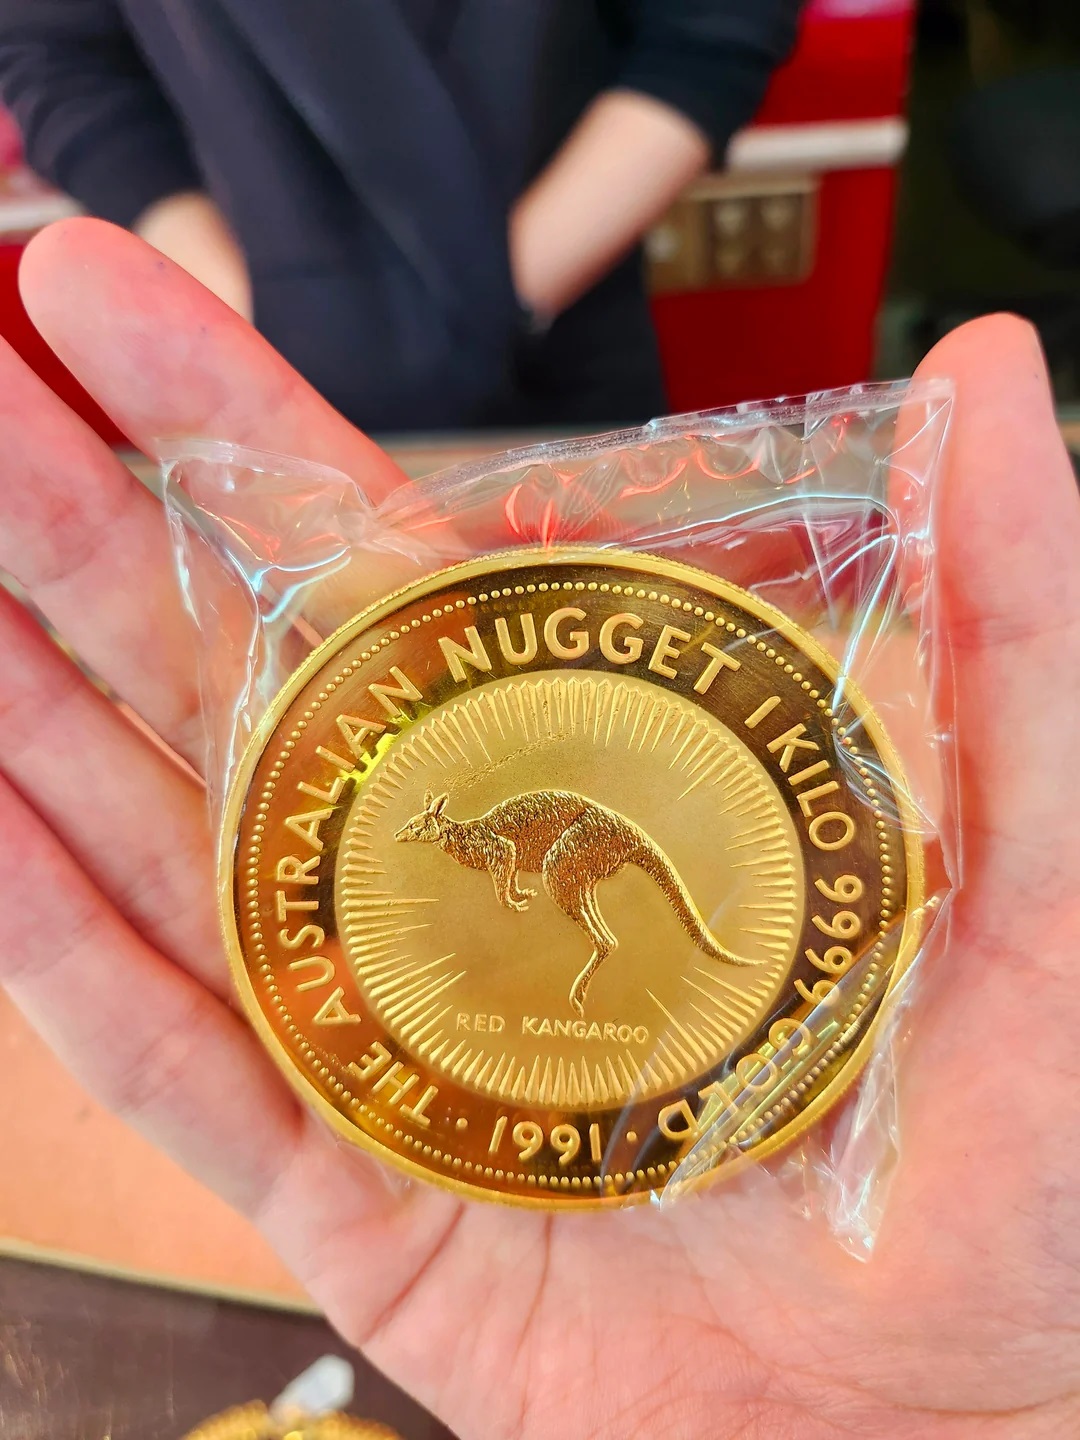 THE AUSTRALIAN NUGGET 1 KILO 9999 GOLD
· 1991 ·
RED KANGAROO